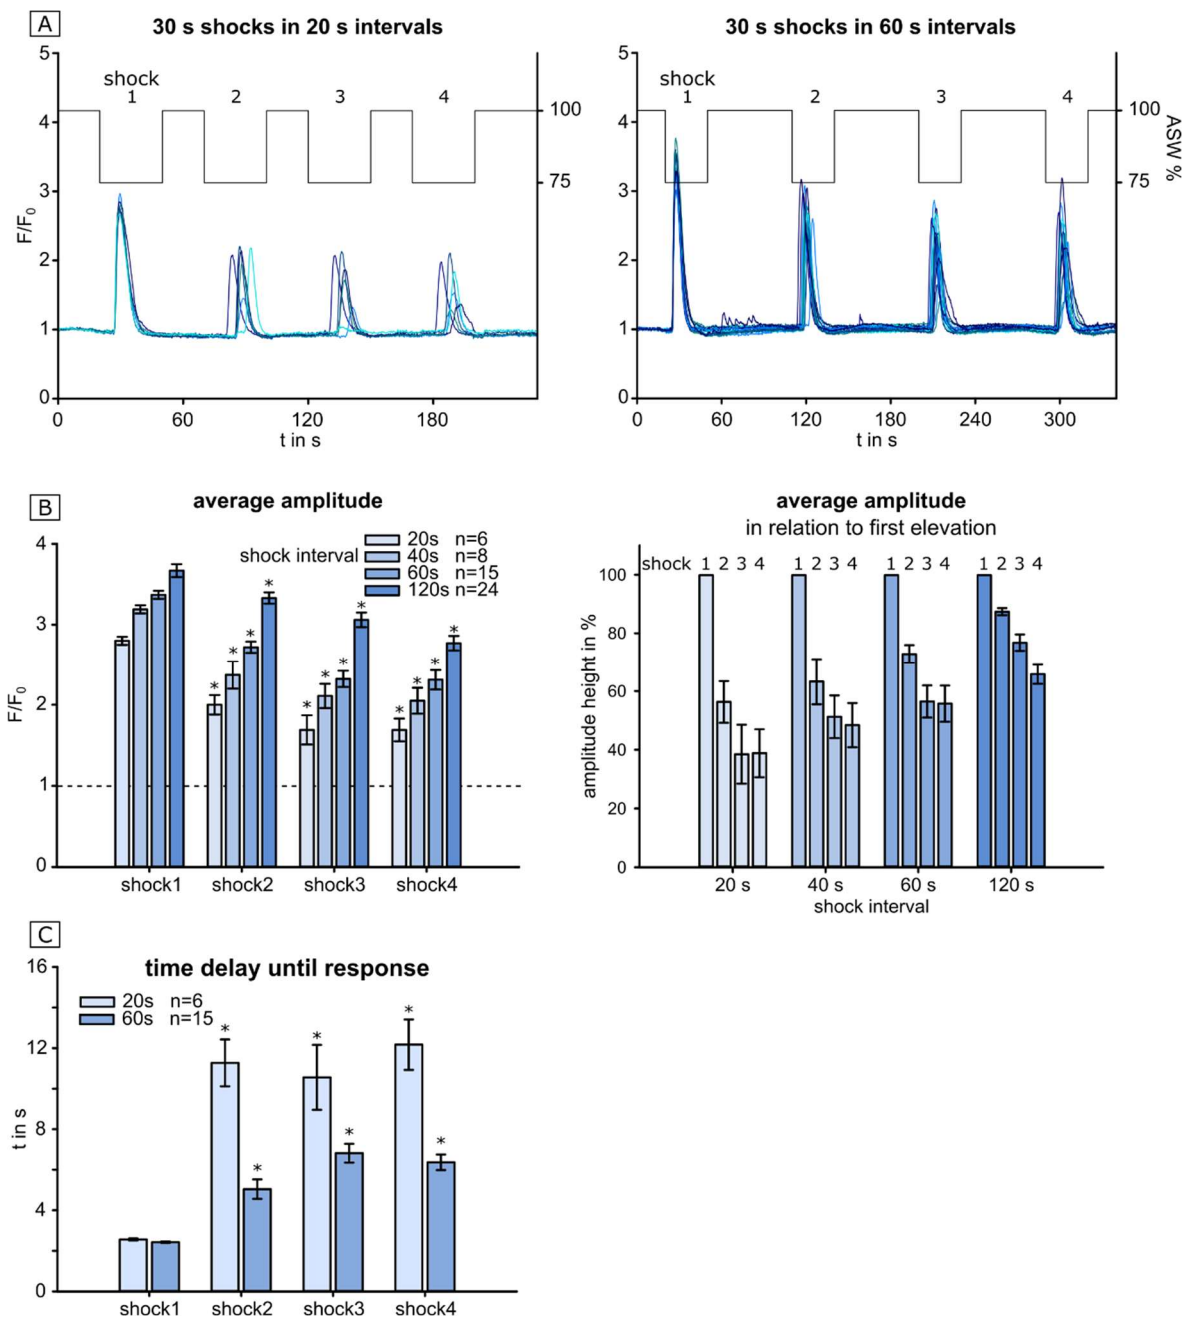 A
30 s shocks in 20 s intervals
30 s shocks in 60 s intervals
5
4
3
2
1
0
F/F0
shock
1 2 3 4
100
75
0 60 120 180
t in s
5
4
3
2
1
0
shock
1 2 3 4
100
75
ASW %
0 60 120 180 240 300
t in s
B
average amplitude
shock interval
20s n=6
40s n=8
60s n=15
120s n=24
4
3
2
1
0
F/F0
* * * *
* * * *
* * * *
shock1 shock2 shock3 shock4
average amplitude
in relation to first elevation
shock 1 2 3 4 1 2 3 4 1 2 3 4 1 2 3 4
100
80
60
40
20
0
amplitude height in %
20 s 40 s 60 s 120 s
shock interval
C
time delay until response
20s n=6
60s n=15
16
12
8
4
0
t in s
* *
* *
* *
shock1 shock2 shock3 shock4